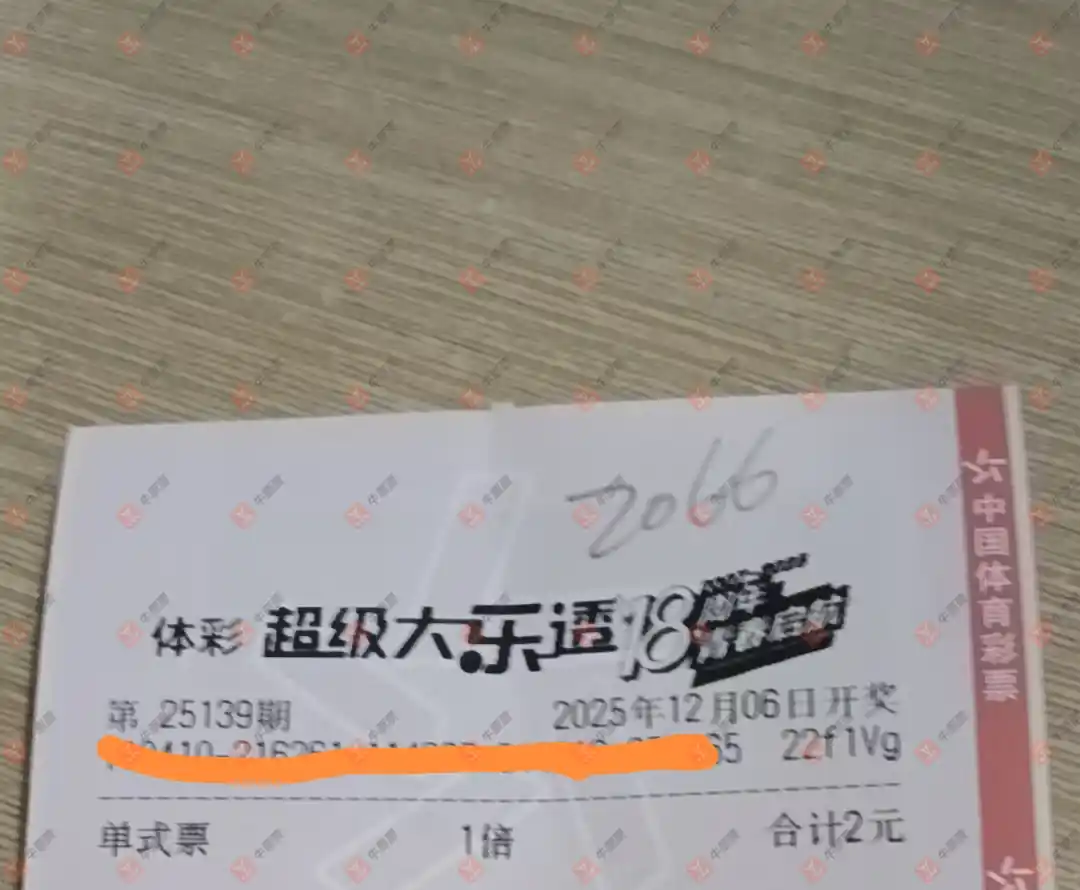 2066
体彩 超级大乐透 18
第 25139期 2025年12月06日开奖
65 22f1Vg
单式票 1倍 合计2元
中国体育彩票